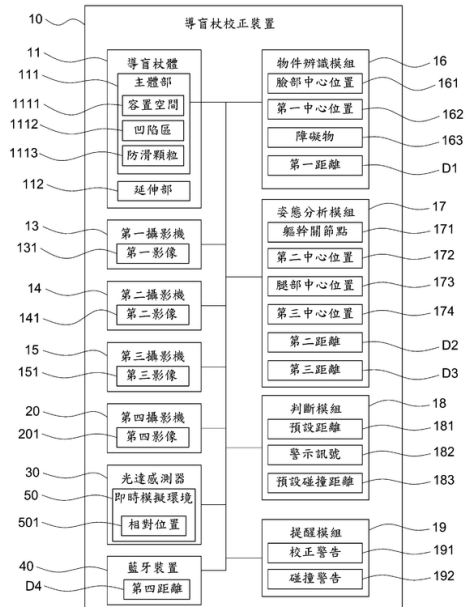 10
導盲杖校正裝置
11
導盲杖體
111
主體部
1111
容置空間
1112
凹陷區
1113
防滑顆粒
112
延伸部
13
第一攝影機
131
第一影像
14
第二攝影機
141
第二影像
15
第三攝影機
151
第三影像
20
第四攝影機
201
第四影像
30
光達感測器
50
即時模擬環境
501
相對位置
40
藍牙裝置
D4
第四距離
物件辨識模組
16
臉部中心位置
161
第一中心位置
162
障礙物
163
第一距離
D1
姿態分析模組
17
軀幹關節點
171
第二中心位置
172
腿部中心位置
173
第三中心位置
174
第二距離
D2
第三距離
D3
判斷模組
18
預設距離
181
警示訊號
182
預設碰撞距離
183
提醒模組
19
校正警告
191
碰撞警告
192